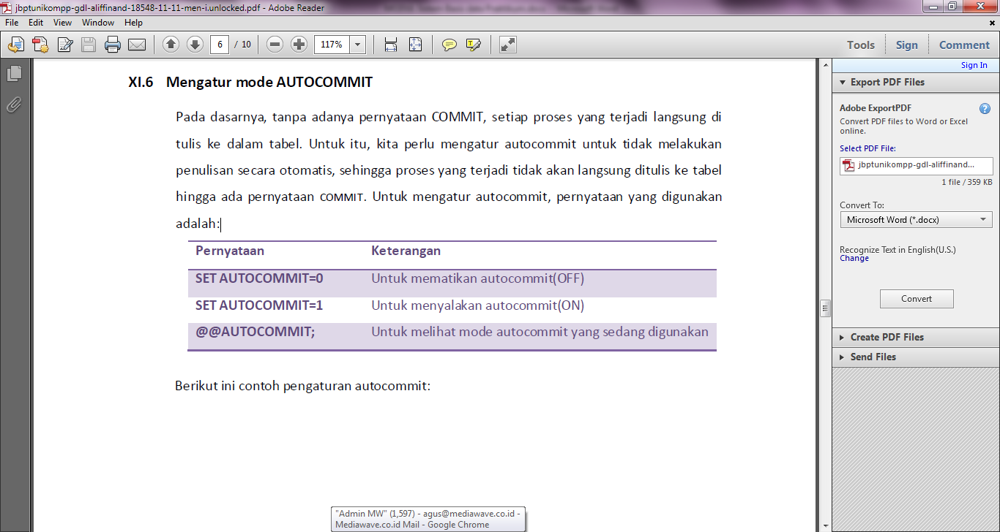 jbptunikompp-gdl-aliffinand-18548-11-11-men-i.unlocked.pdf - Adobe Reader
File Edit View Window Help
6 / 10 117% Tools Sign Comment
Sign In
Export PDF Files
Adobe ExportPDF
Convert PDF files to Word or Excel
online.
Select PDF File:
jbptunikompp-gdl-aliffinand...
1 file / 359 KB
Convert To:
Microsoft Word (*.docx)
Recognize Text in English(U.S.)
Change
Convert
Create PDF Files
Send Files
XI.6 Mengatur mode AUTOCOMMIT
Pada dasarnya, tanpa adanya pernyataan COMMIT, setiap proses yang terjadi langsung di
tulis ke dalam tabel. Untuk itu, kita perlu mengatur autocommit untuk tidak melakukan
penulisan secara otomatis, sehingga proses yang terjadi tidak akan langsung ditulis ke tabel
hingga ada pernyataan COMMIT. Untuk mengatur autocommit, pernyataan yang digunakan
adalah:
Pernyataan Keterangan
SET AUTOCOMMIT=0 Untuk mematikan autocommit(OFF)
SET AUTOCOMMIT=1 Untuk menyalakan autocommit(ON)
@@AUTOCOMMIT; Untuk melihat mode autocommit yang sedang digunakan
Berikut ini contoh pengaturan autocommit:
"Admin MW" (1,597) - agus@mediawave.co.id -
Mediawave.co.id Mail - Google Chrome